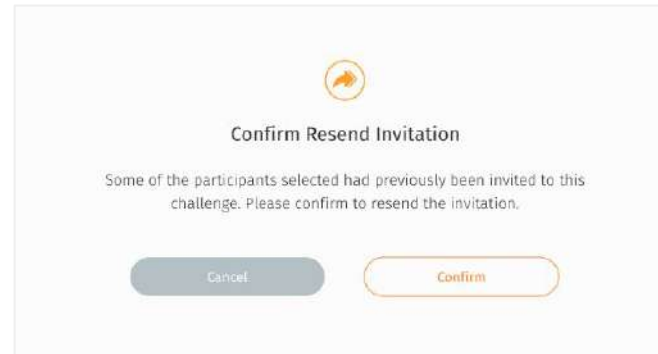 Confirm Resend Invitation
Some of the participants selected had previously been invited to this
challenge. Please confirm to resend the invitation.
Cancel
Confirm